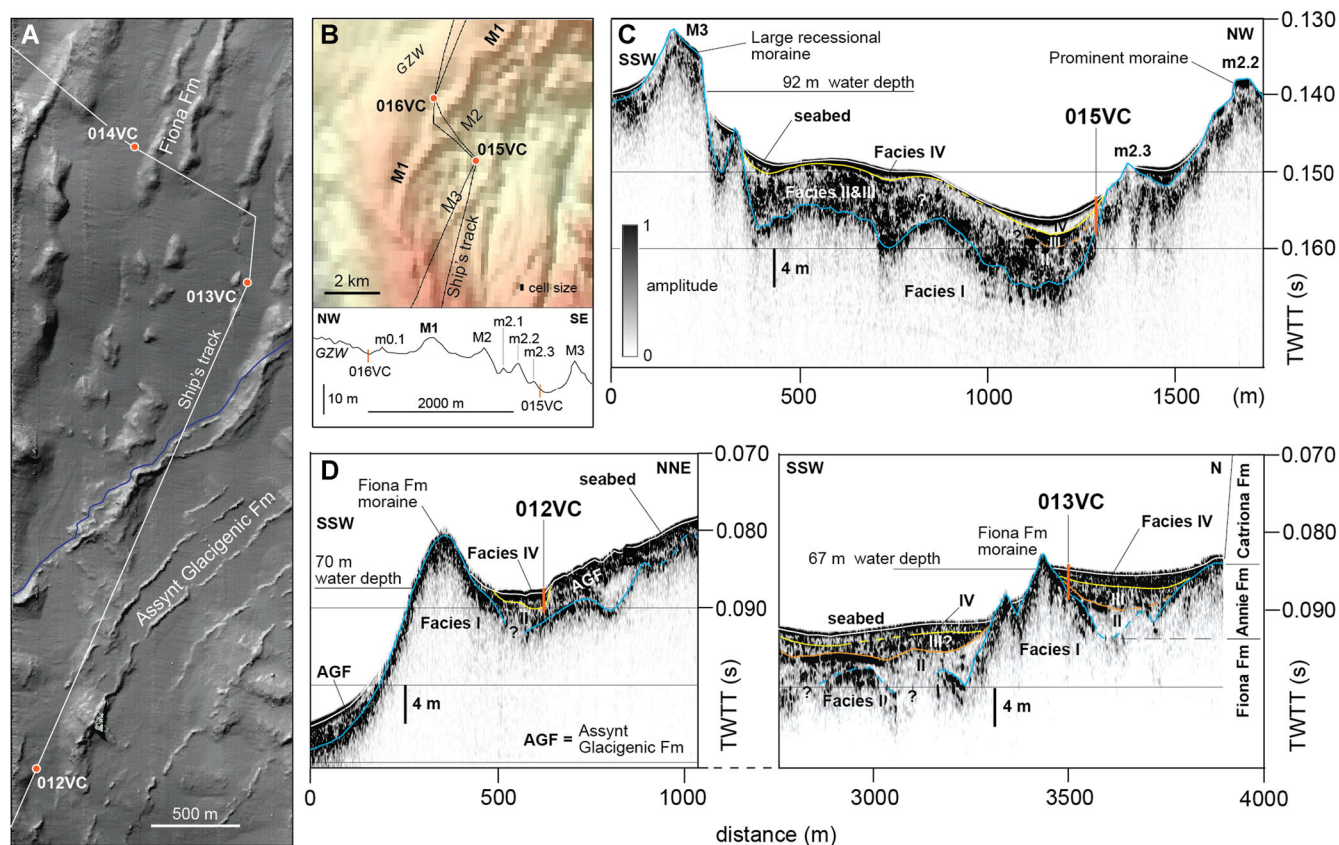 A
014VC
Fiona Fm
013VC
Ship's track
Assynt Glacigenic Fm
012VC
500 m
B
GZW
M1
016VC
M2
015VC
M1
M3
Ship's track
2 km
cell size
NW
SE
GZW
m0.1
M1
M2
m2.1
m2.2
m2.3
M3
016VC
015VC
10 m
2000 m
C
SSW
M3
Large recessional
moraine
NW
m2.2
Prominent moraine
92 m water depth
015VC
seabed
Facies IV
m2.3
Facies II&III
?
?
IV
III
Facies I
4 m
1
amplitude
0
0.130
0.140
0.150
0.160
TWTT (s)
0
500
1000
1500
(m)
D
NNE
SSW
Fiona Fm
moraine
seabed
012VC
Facies IV
70 m
water depth
AGF
Facies I
II
?
AGF
4 m
AGF = Assynt
Glacigenic Fm
TWTT (s)
0
500
1000
SSW
N
013VC
Fiona Fm
moraine
Facies IV
67 m water depth
seabed
IV
III?
III
II
II
?
?
Facies II
Facies I
4 m
Fiona Fm
Annie Fm
Catriona Fm
0.070
0.080
0.090
0.070
0.080
0.090
TWTT (s)
3000
3500
4000
distance (m)